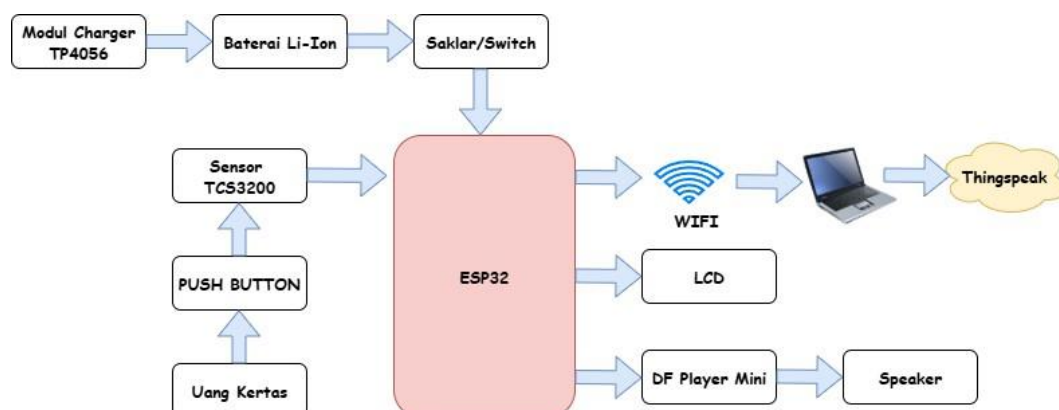 Modul Charger
TP4056
Baterai Li-Ion
Saklar/Switch
Sensor
TCS3200
WIFI
Thingspeak
PUSH BUTTON
ESP32
LCD
Uang Kertas
DF Player Mini
Speaker